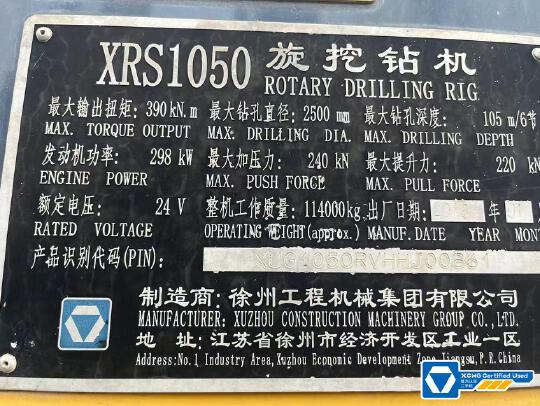 XRS1050 旋挖钻机
ROTARY DRILLING RIG
最大输出扭矩: 390kN.m 最大钻孔直径: 2500 mm 最大钻孔深度: 105 m/6节
MAX. TORQUE OUTPUT MAX. DRILLING DIA. MAX. DRILLING DEPTH
发动机功率: 298 kW 最大加压力: 240 kN 最大提升力: 220 kN
ENGINE POWER MAX. PUSH FORCE MAX. PULL FORCE
额定电压: 24 V 整机工作质量: 114000kg 出厂日期: 年
RATED VOLTAGE OPERATING WEIGHT(approx.) MANUF.DATE YEAR MONT
产品识别代码(PIN):
制造商: 徐州工程机械集团有限公司
MANUFACTURER: XUZHOU CONSTRUCTION MACHINERY GROUP CO.,LTD.
地 址: 江苏省徐州市经济开发区工业一区
Address:No.1 Industry Area,Xuzhou Economic Development Zone,Jiangsu,P.R.China
XCMG Certified Used